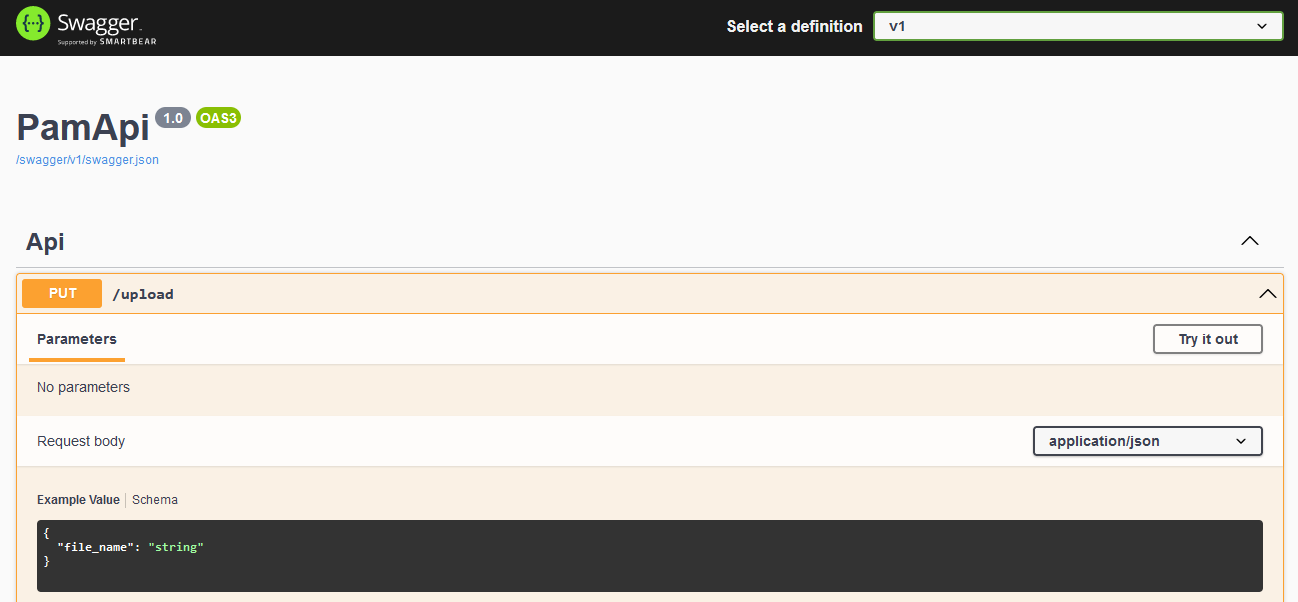 Swagger
Supported by SMARTBEAR
Select a definition
v1
PamApi 1.0 OAS3
/swagger/v1/swagger.json
Api
PUT /upload
Parameters
Try it out
No parameters
Request body
application/json
Example Value Schema
{
"file_name": "string"
}